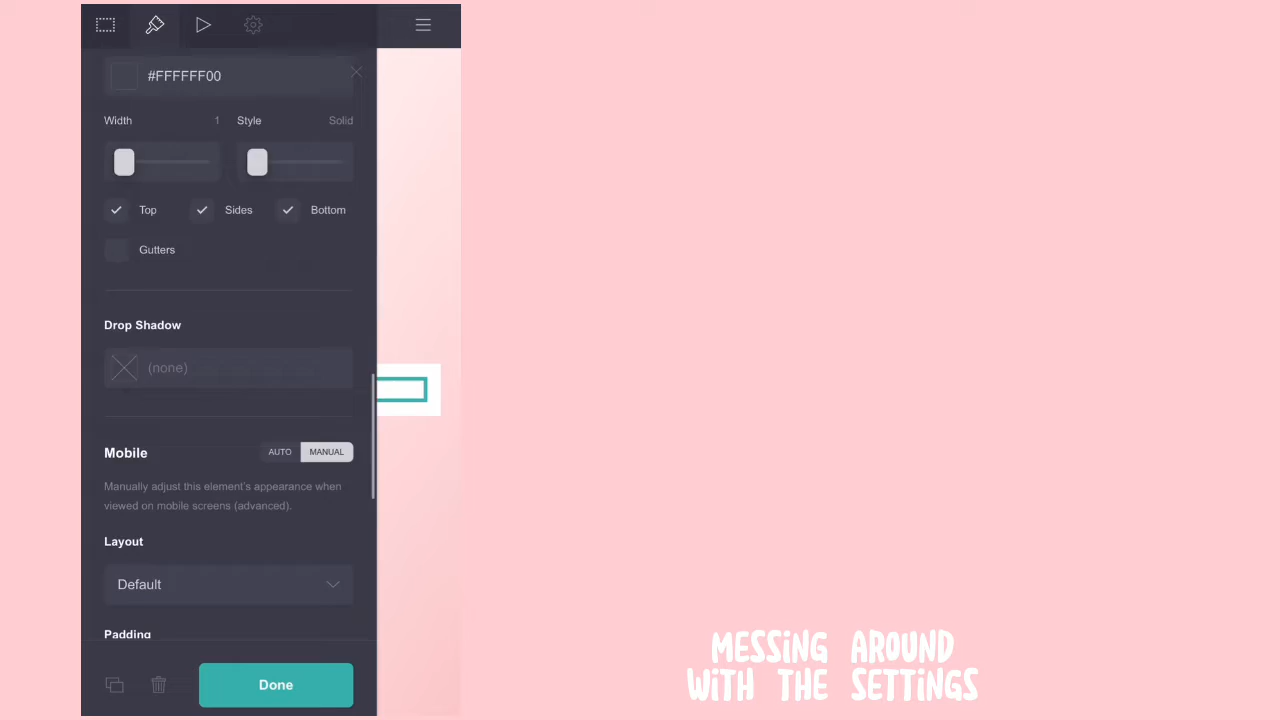 #FFFFFF00
Width 1 Style Solid
Top Sides Bottom
Gutters
Drop Shadow
(none)
Mobile AUTO MANUAL
Manually adjust this element's appearance when
viewed on mobile screens (advanced).
Layout
Default
Padding
Done
MESSiNG AROUND
WiTH THE SETTiNGS